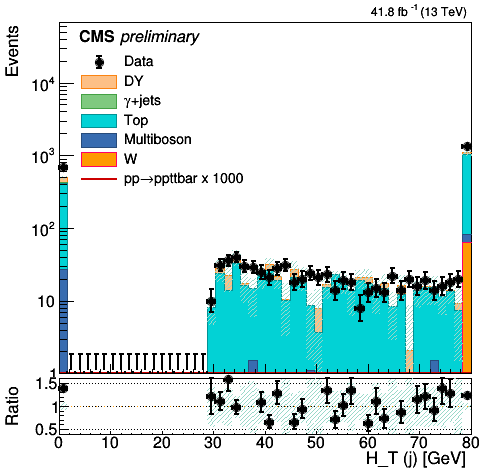 41.8 fb⁻¹ (13 TeV)
Events
CMS preliminary
Data
DY
γ+jets
Top
Multiboson
W
pp→ppttbar x 1000
10⁴
10³
10²
10
1
Ratio
1.5
1
0.5
0 10 20 30 40 50 60 70 80
H_T (j) [GeV]